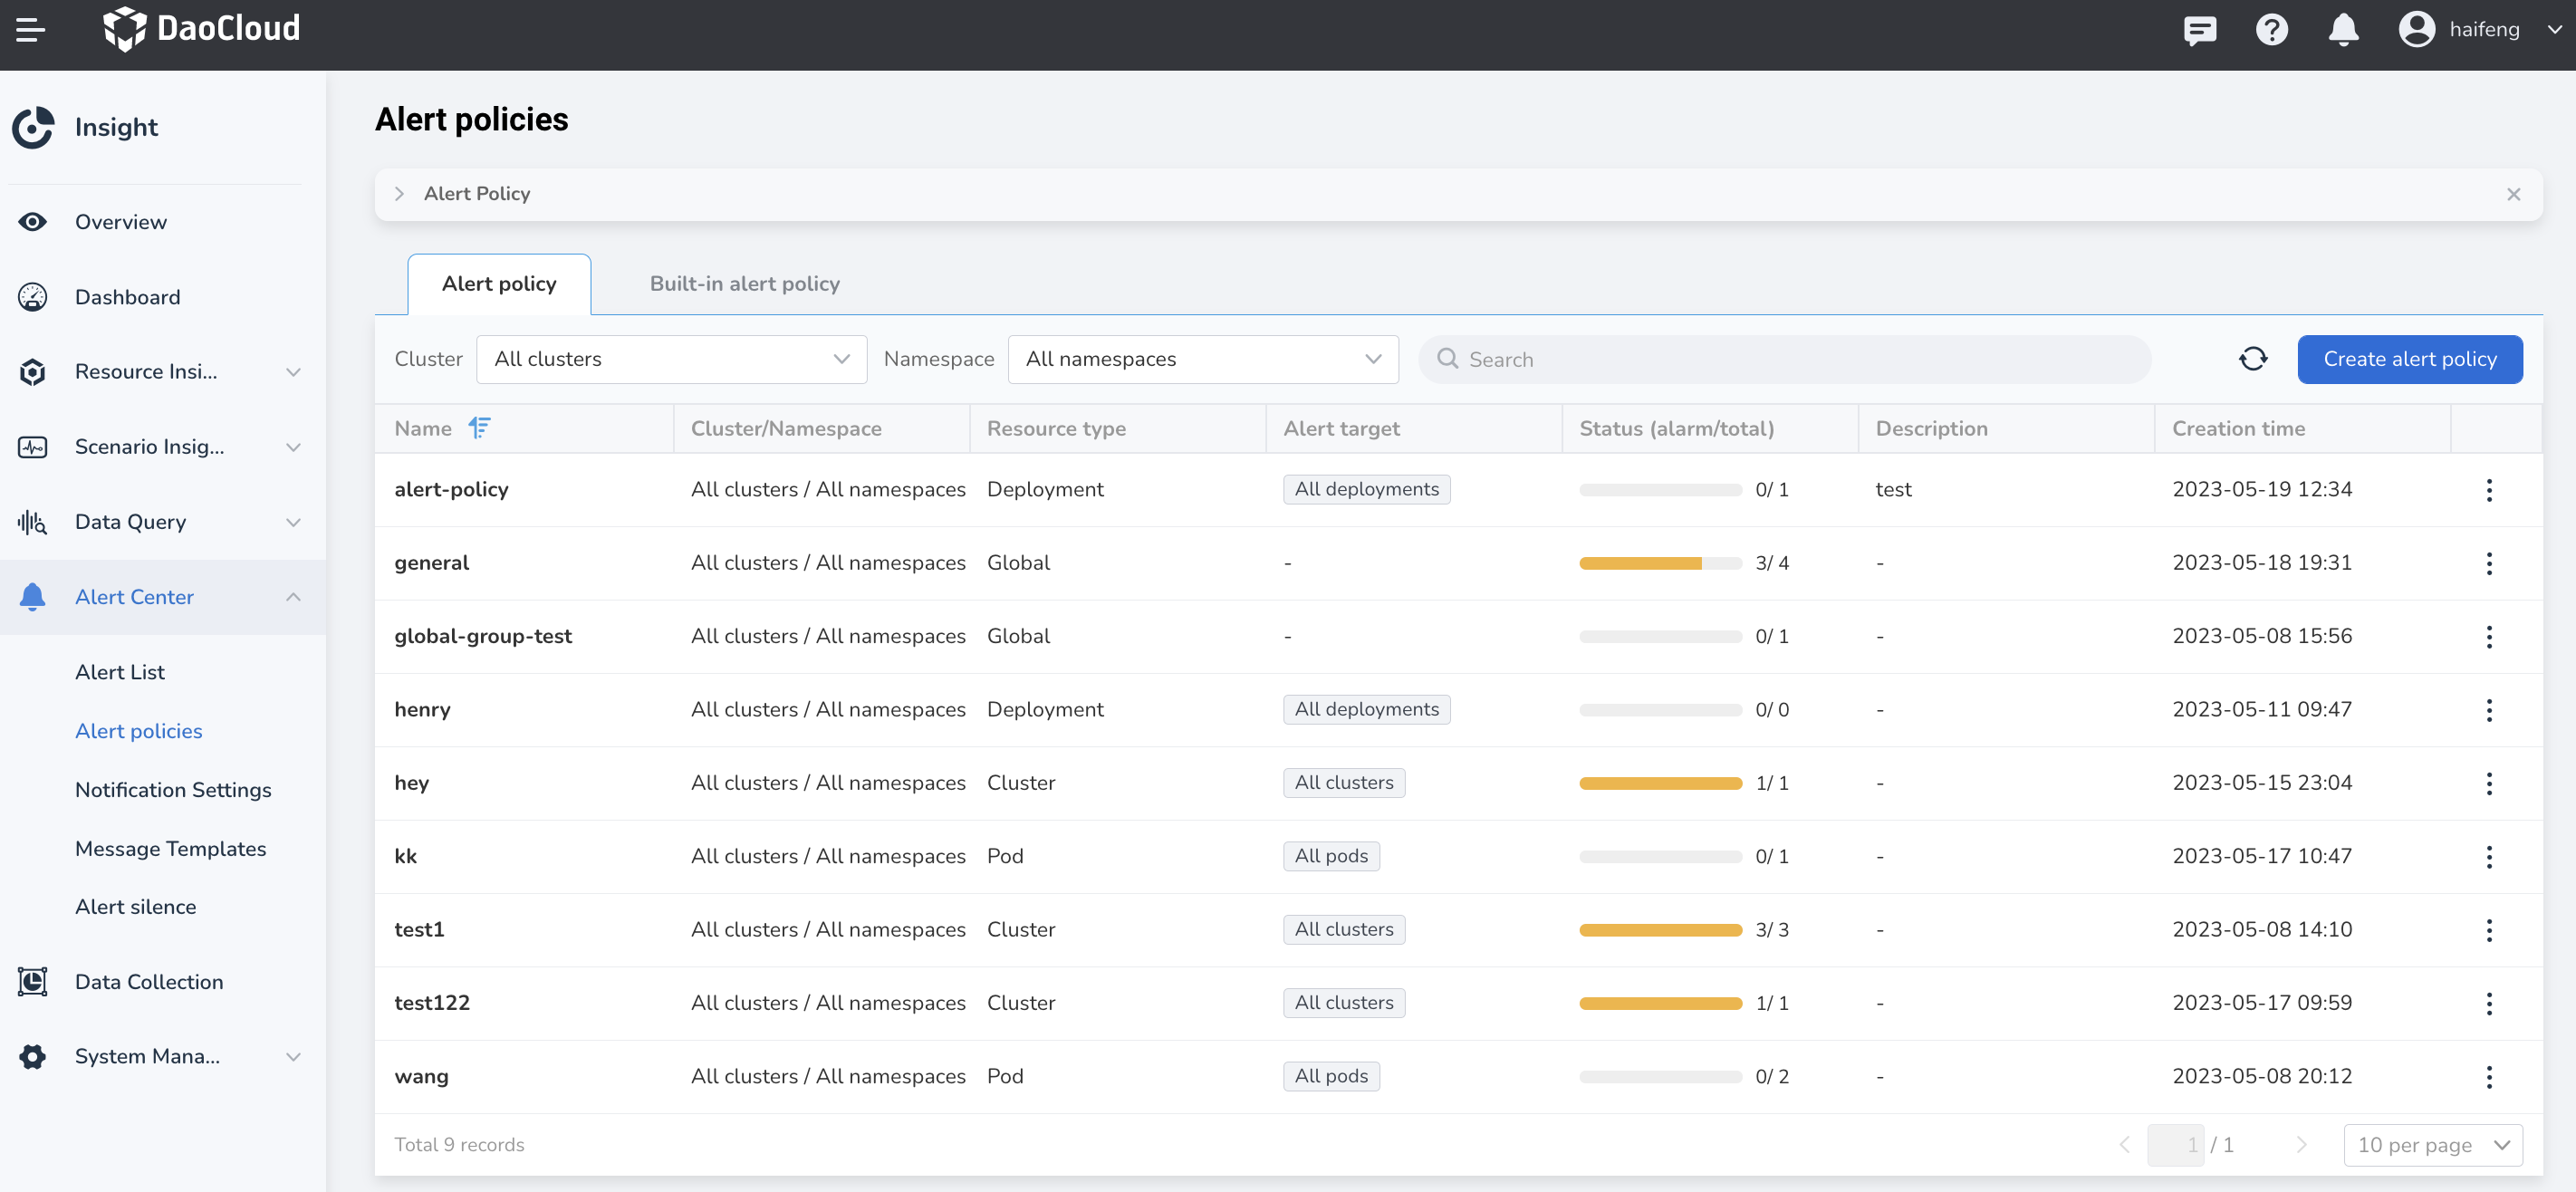 DaoCloud
haifeng
Insight
Overview
Dashboard
Resource Insi...
Scenario Insig...
Data Query
Alert Center
Alert List
Alert policies
Notification Settings
Message Templates
Alert silence
Data Collection
System Mana...
Alert policies
Alert Policy
Alert policy Built-in alert policy
Cluster All clusters Namespace All namespaces Search Create alert policy
Name Cluster/Namespace Resource type Alert target Status (alarm/total) Description Creation time
alert-policy All clusters / All namespaces Deployment All deployments 0/ 1 test 2023-05-19 12:34
general All clusters / All namespaces Global - 3/ 4 - 2023-05-18 19:31
global-group-test All clusters / All namespaces Global - 0/ 1 - 2023-05-08 15:56
henry All clusters / All namespaces Deployment All deployments 0/ 0 - 2023-05-11 09:47
hey All clusters / All namespaces Cluster All clusters 1/ 1 - 2023-05-15 23:04
kk All clusters / All namespaces Pod All pods 0/ 1 - 2023-05-17 10:47
test1 All clusters / All namespaces Cluster All clusters 3/ 3 - 2023-05-08 14:10
test122 All clusters / All namespaces Cluster All clusters 1/ 1 - 2023-05-17 09:59
wang All clusters / All namespaces Pod All pods 0/ 2 - 2023-05-08 20:12
Total 9 records 1 / 1 10 per page